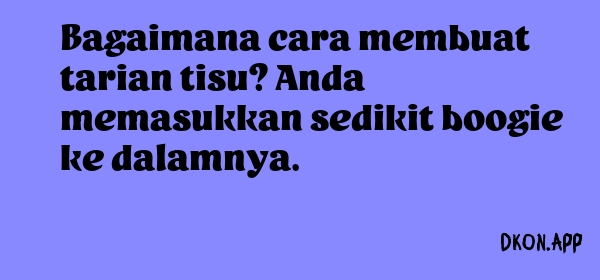 Bagaimana cara membuat
tarian tisu? Anda
memasukkan sedikit boogie
ke dalamnya.
DKON.APP